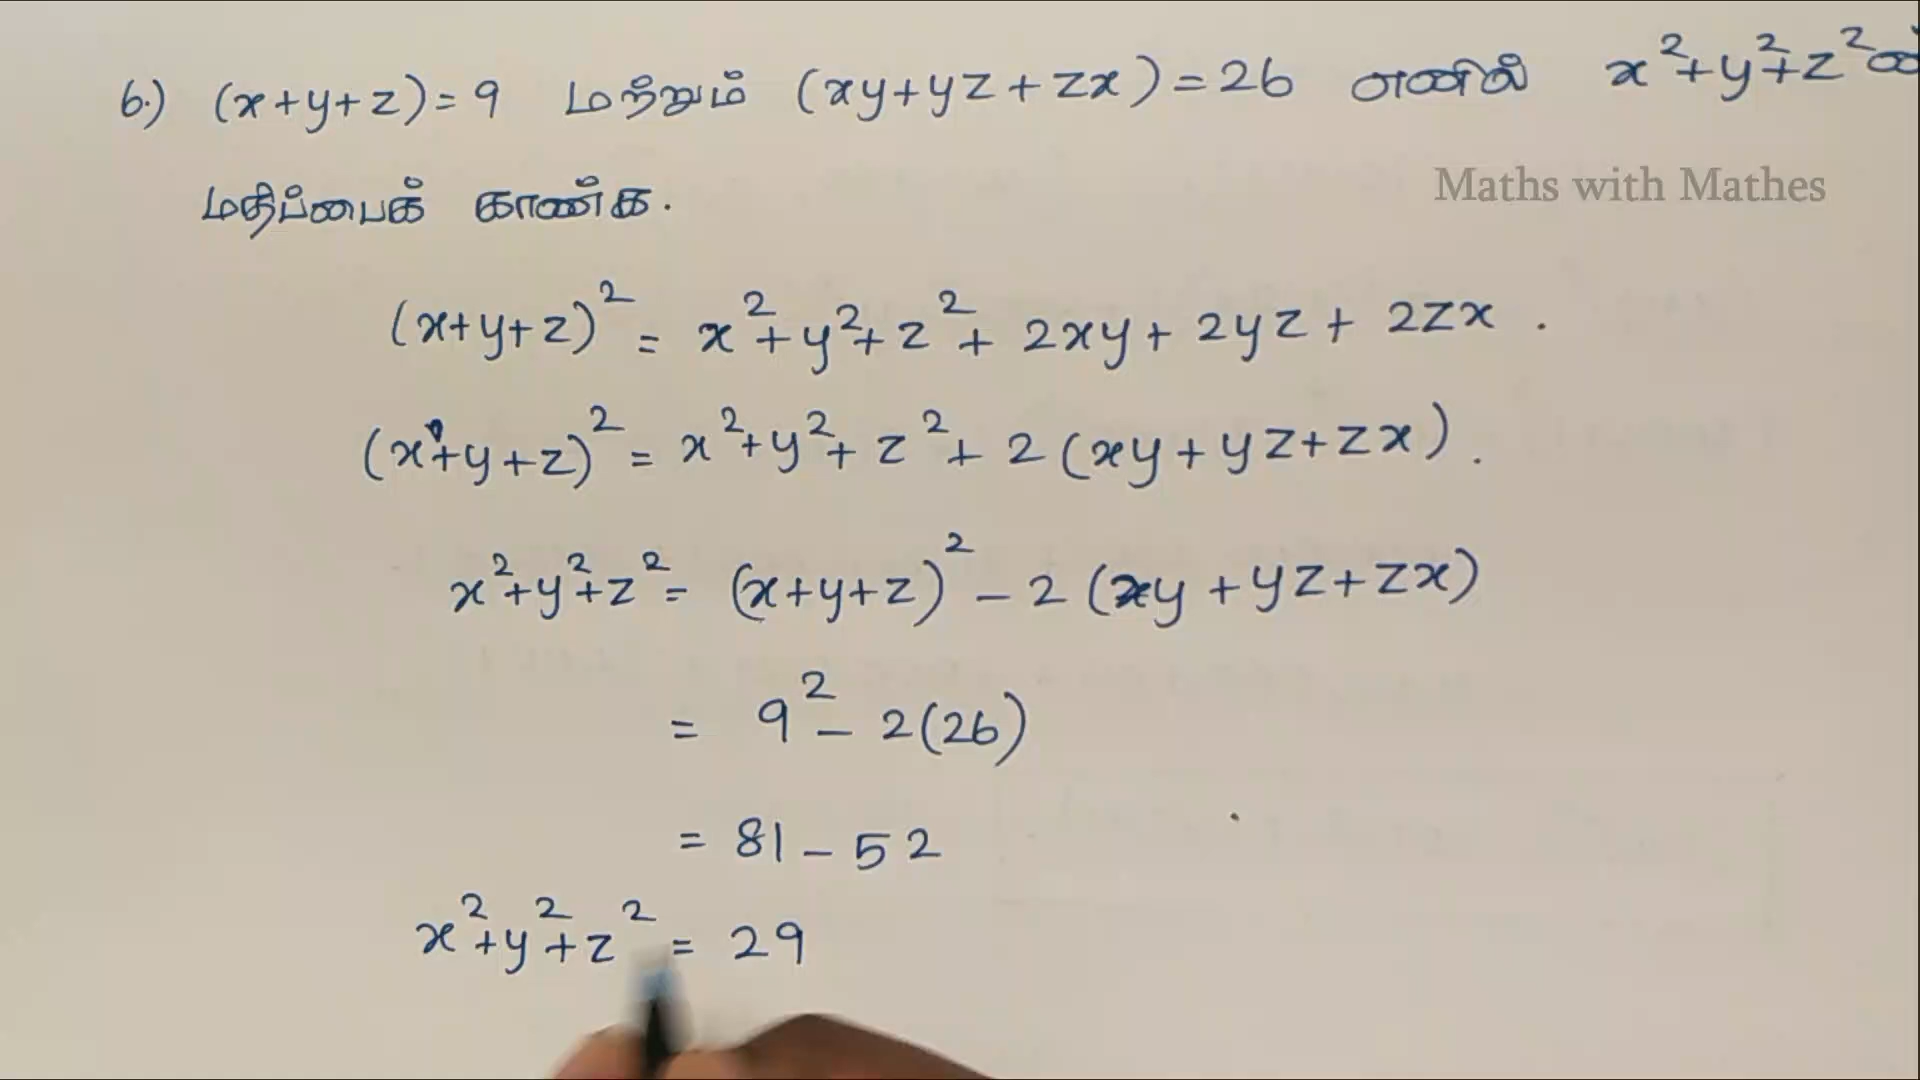 6.) (x+y+z)=9 மற்றும் (xy+yz+zx)=26 எனில் x²+y²+z²ன்
Maths with Mathes
மதிப்பைக் காண்க.
(x+y+z)² = x²+y²+z²+ 2xy+ 2yz+ 2zx .
(x+y+z)² = x²+y²+z²+ 2(xy+yz+zx).
x²+y²+z² = (x+y+z)² - 2(xy+yz+zx)
= 9² - 2(26)
= 81 - 52
x²+y²+z² = 29